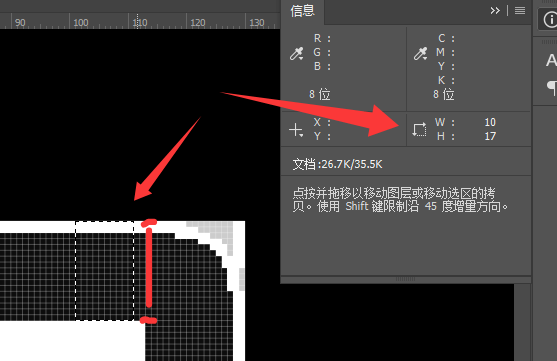 90 100 110 120 130
信息
R :
G :
B :
8 位
C :
M :
Y :
K :
8 位
X :
Y :
W : 10
H : 17
文档:26.7K/35.5K
点按并拖移以移动图层或移动选区的拷
贝。使用 Shift 键限制沿 45 度增量方向。
A